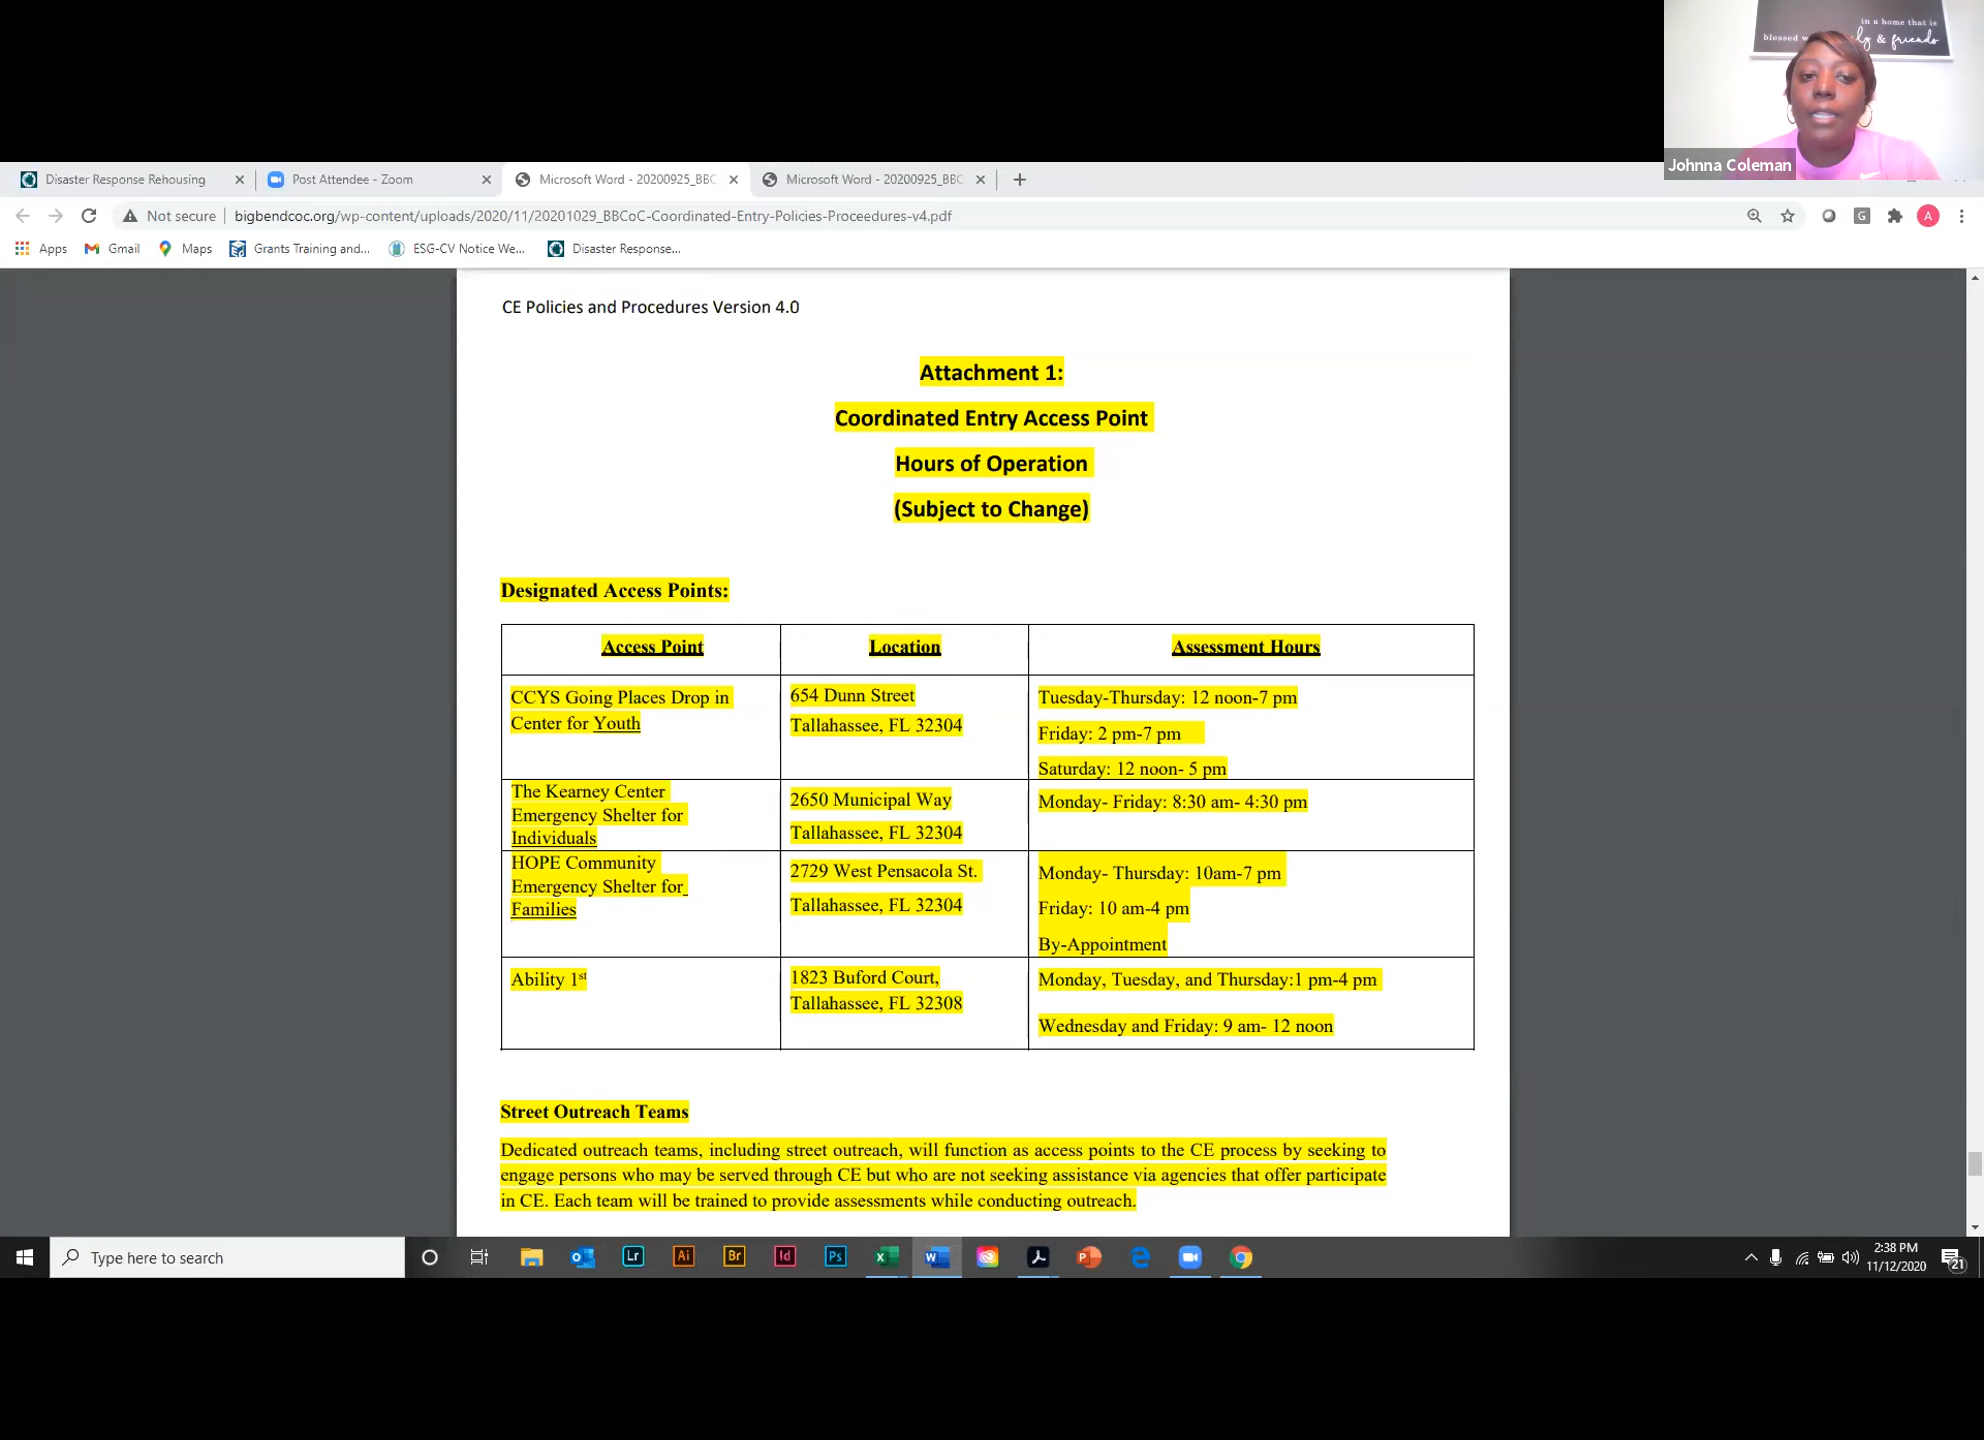 in a home that is
blessed
& friends
Johnna Coleman
Disaster Response Rehousing
Post Attendee - Zoom
Microsoft Word - 20200925_BBC
Microsoft Word - 20200925_BBC
Not secure
bigbendcoc.org/wp-content/uploads/2020/11/20201029_BBCoC-Coordinated-Entry-Policies-Proceedures-v4.pdf
G
A
Apps
Gmail
Maps
Grants Training and...
ESG-CV Notice We...
Disaster Response...
CE Policies and Procedures Version 4.0
Attachment 1:
Coordinated Entry Access Point
Hours of Operation
(Subject to Change)
Designated Access Points:
Access Point
Location
Assessment Hours
CCYS Going Places Drop in
Center for Youth
654 Dunn Street
Tallahassee, FL 32304
Tuesday-Thursday: 12 noon-7 pm
Friday: 2 pm-7 pm
Saturday: 12 noon- 5 pm
The Kearney Center
Emergency Shelter for
Individuals
2650 Municipal Way
Tallahassee, FL 32304
Monday- Friday: 8:30 am- 4:30 pm
HOPE Community
Emergency Shelter for
Families
2729 West Pensacola St.
Tallahassee, FL 32304
Monday- Thursday: 10am-7 pm
Friday: 10 am-4 pm
By-Appointment
Ability 1st
1823 Buford Court,
Tallahassee, FL 32308
Monday, Tuesday, and Thursday:1 pm-4 pm
Wednesday and Friday: 9 am- 12 noon
Street Outreach Teams
Dedicated outreach teams, including street outreach, will function as access points to the CE process by seeking to
engage persons who may be served through CE but who are not seeking assistance via agencies that offer participate
in CE. Each team will be trained to provide assessments while conducting outreach.
Type here to search
Lr
Ai
Br
Id
Ps
2:38 PM
11/12/2020
21